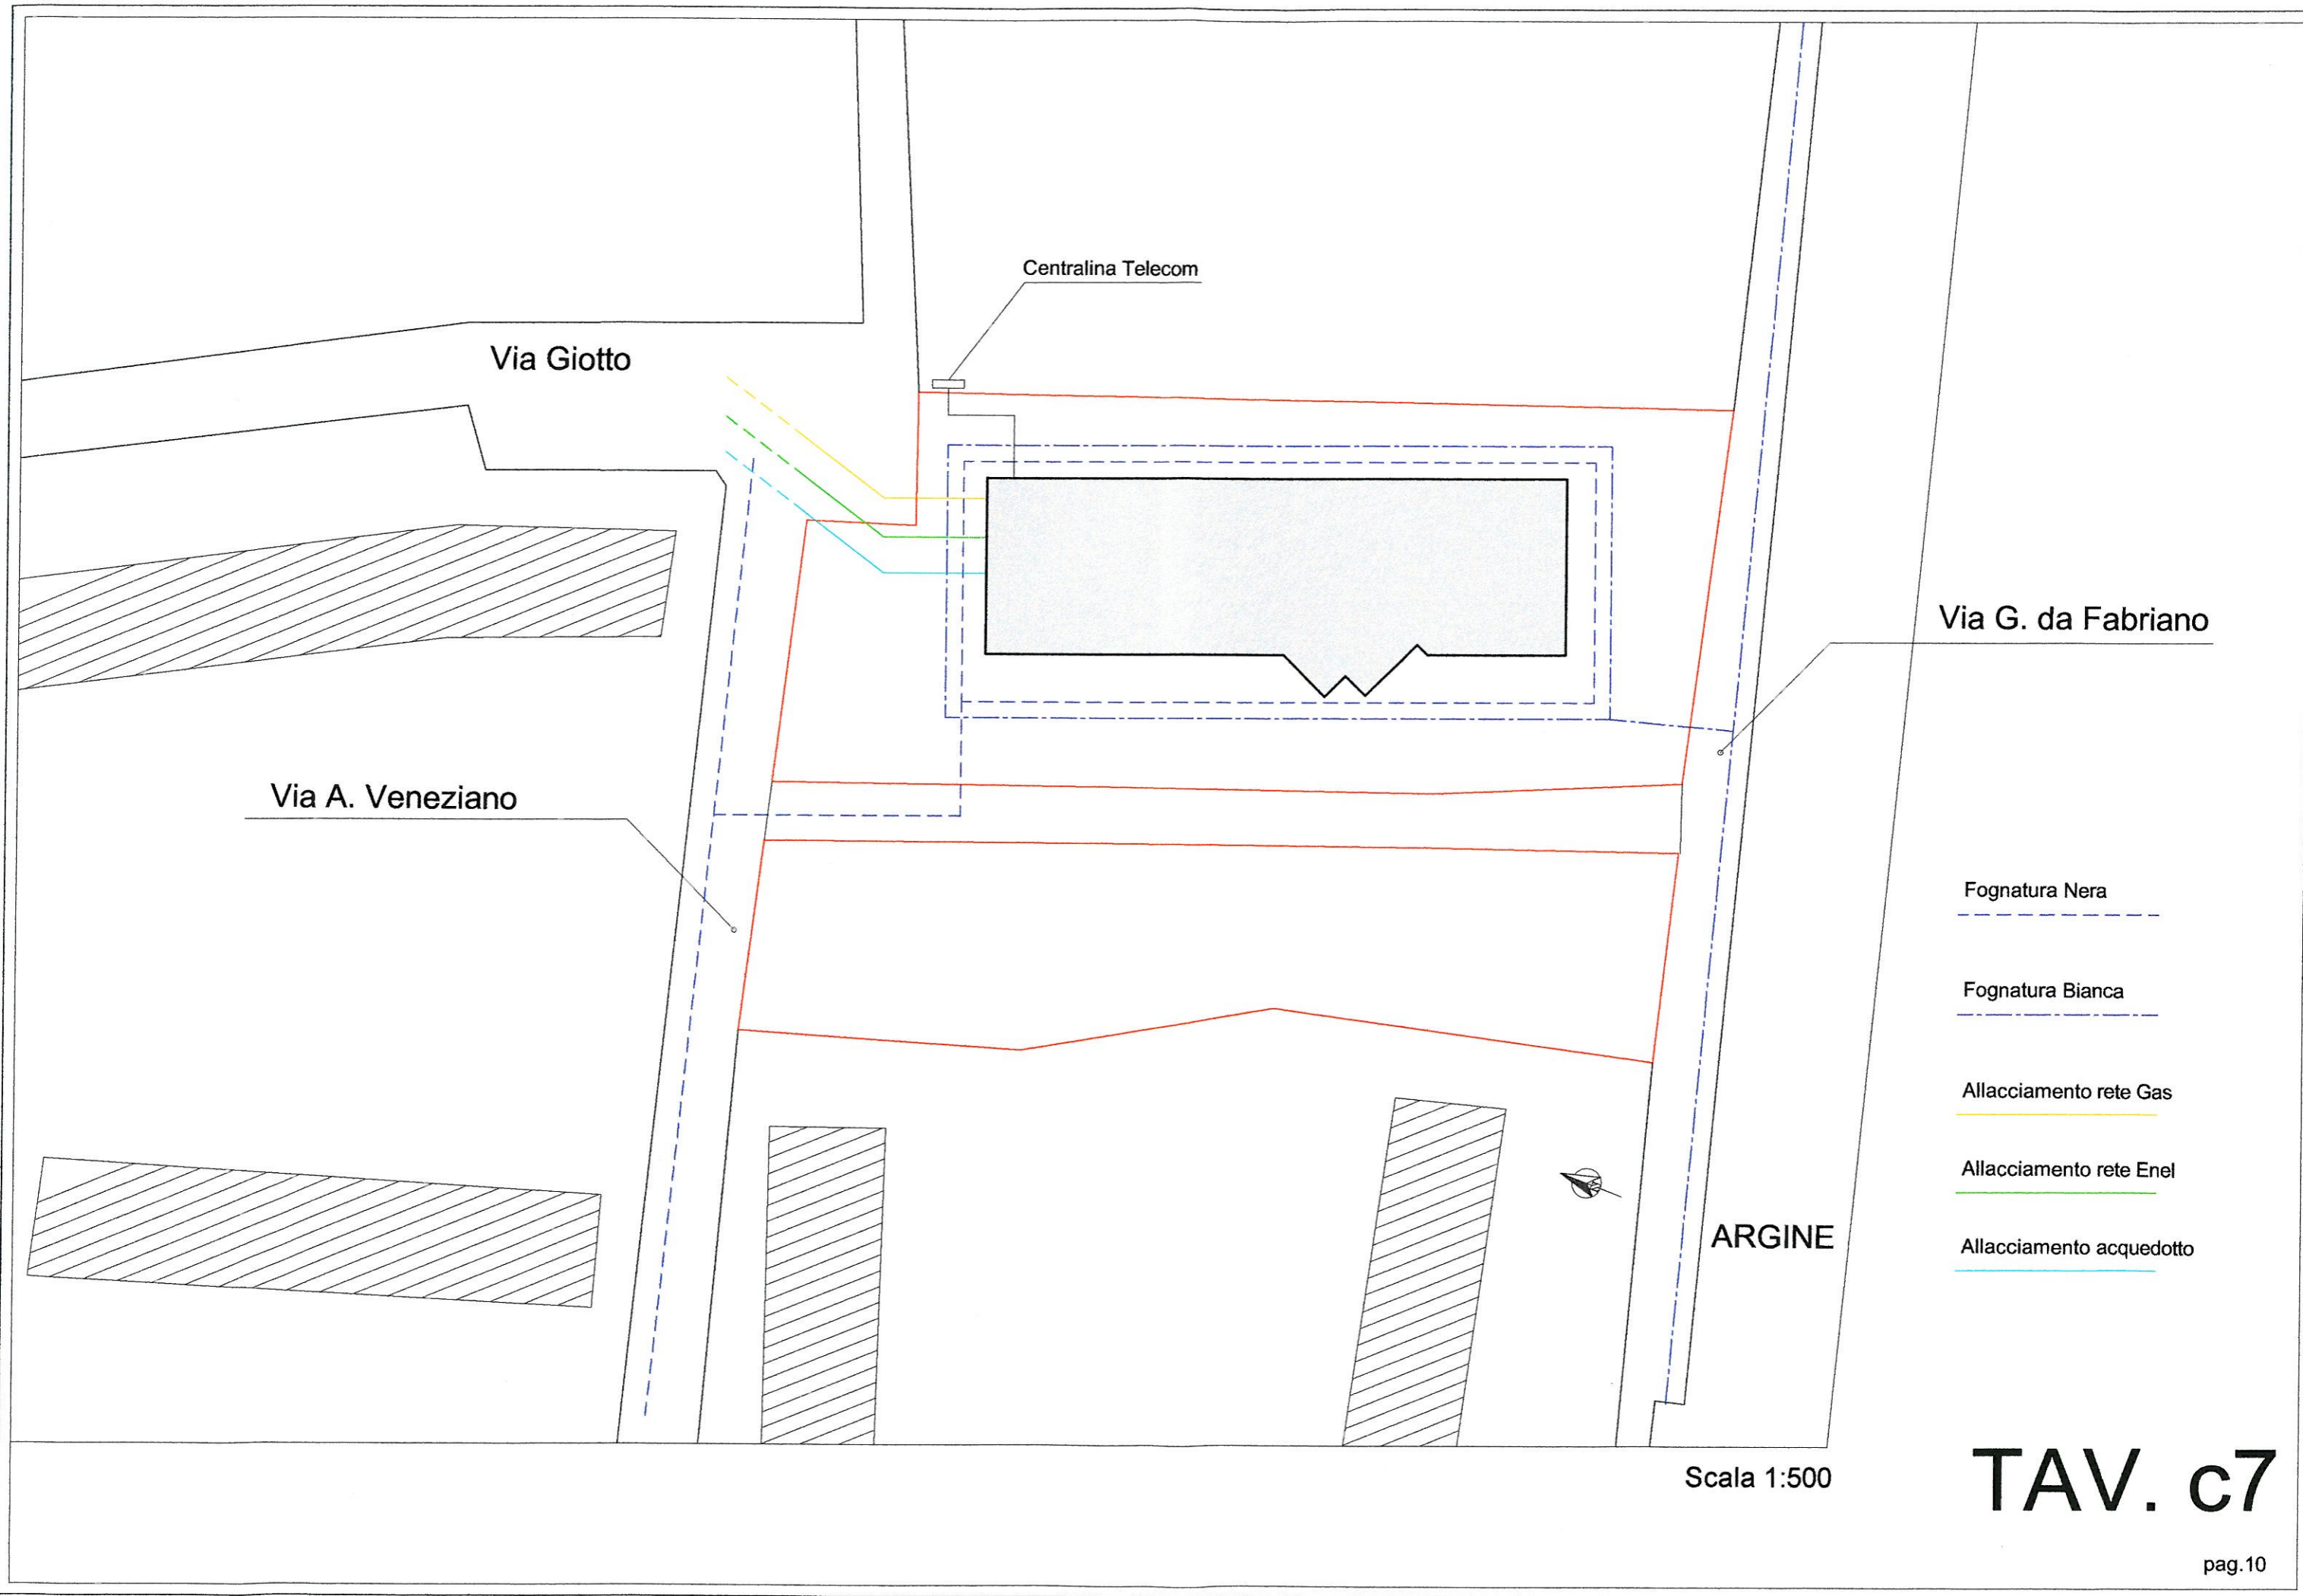 Centralina Telecom
Via Giotto
Via G. da Fabriano
Via A. Veneziano
Fognatura Nera
Fognatura Bianca
Allacciamento rete Gas
Allacciamento rete Enel
Allacciamento acquedotto
ARGINE
Scala 1:500
TAV. c7
pag.10